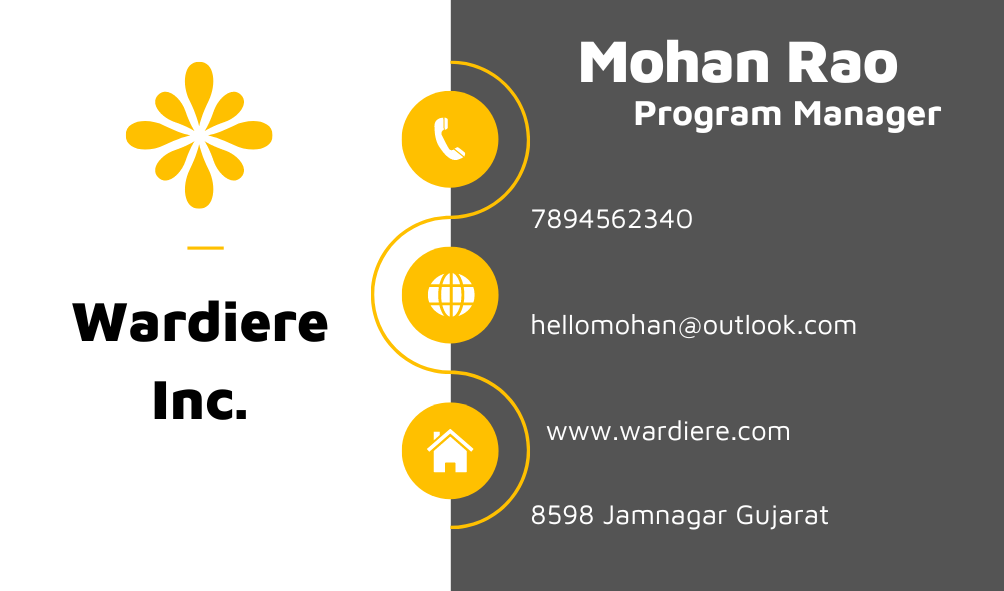 Wardiere
Inc.
Mohan Rao
Program Manager
7894562340
hellomohan@outlook.com
www.wardiere.com
8598 Jamnagar Gujarat